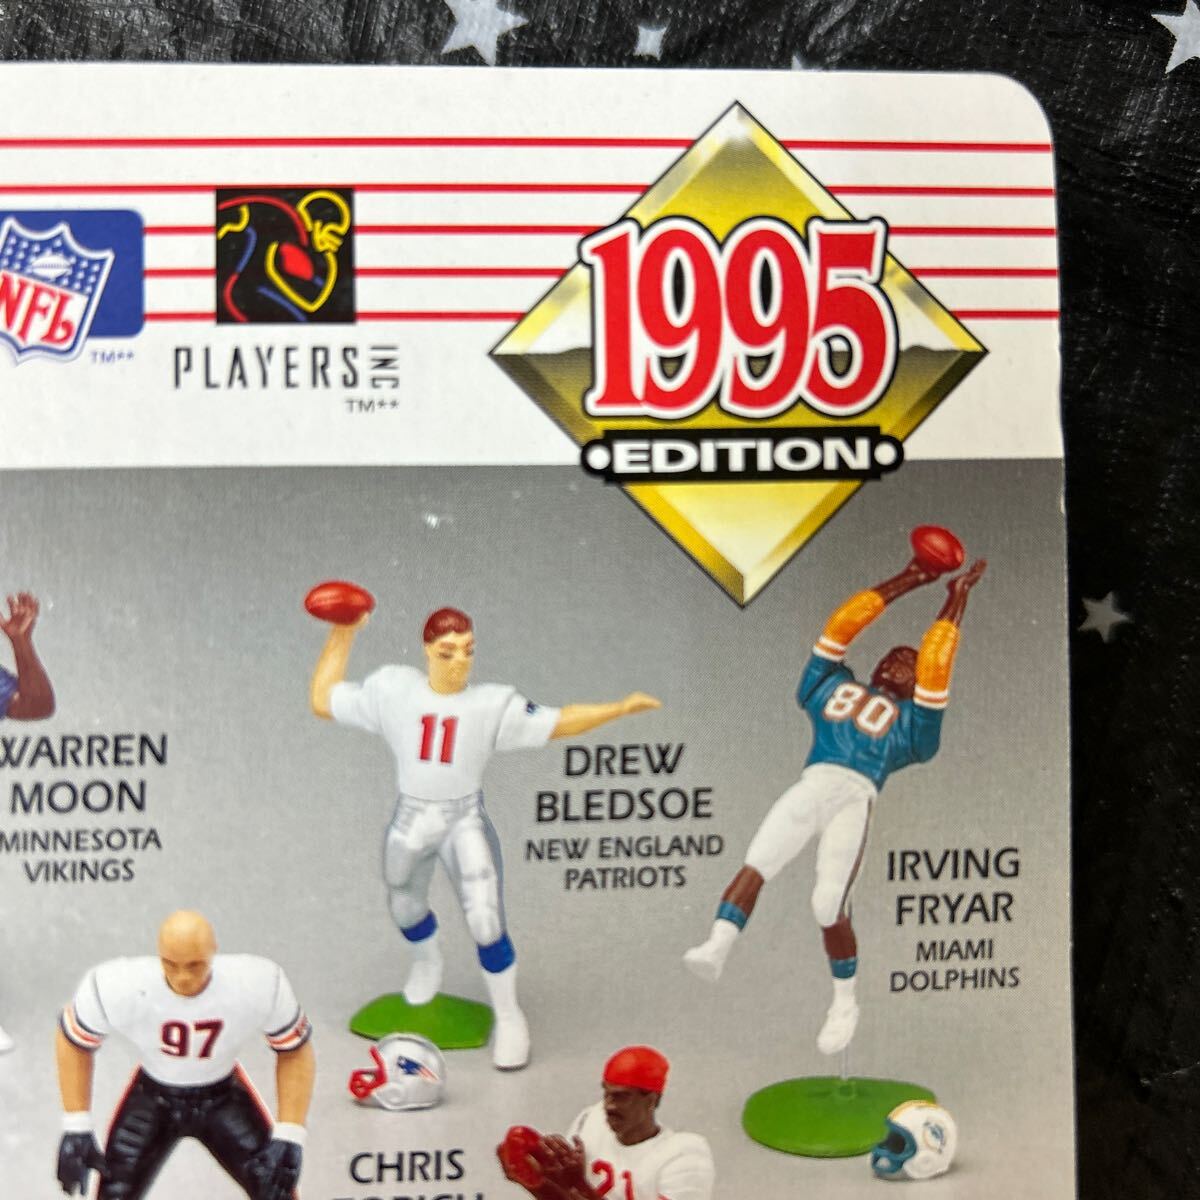 NFL
TM**
PLAYERS INC
TM**
1995
EDITION
WARREN
MOON
MINNESOTA
VIKINGS
11
DREW
BLEDSOE
NEW ENGLAND
PATRIOTS
80
IRVING
FRYAR
MIAMI
DOLPHINS
97
CHRIS
21